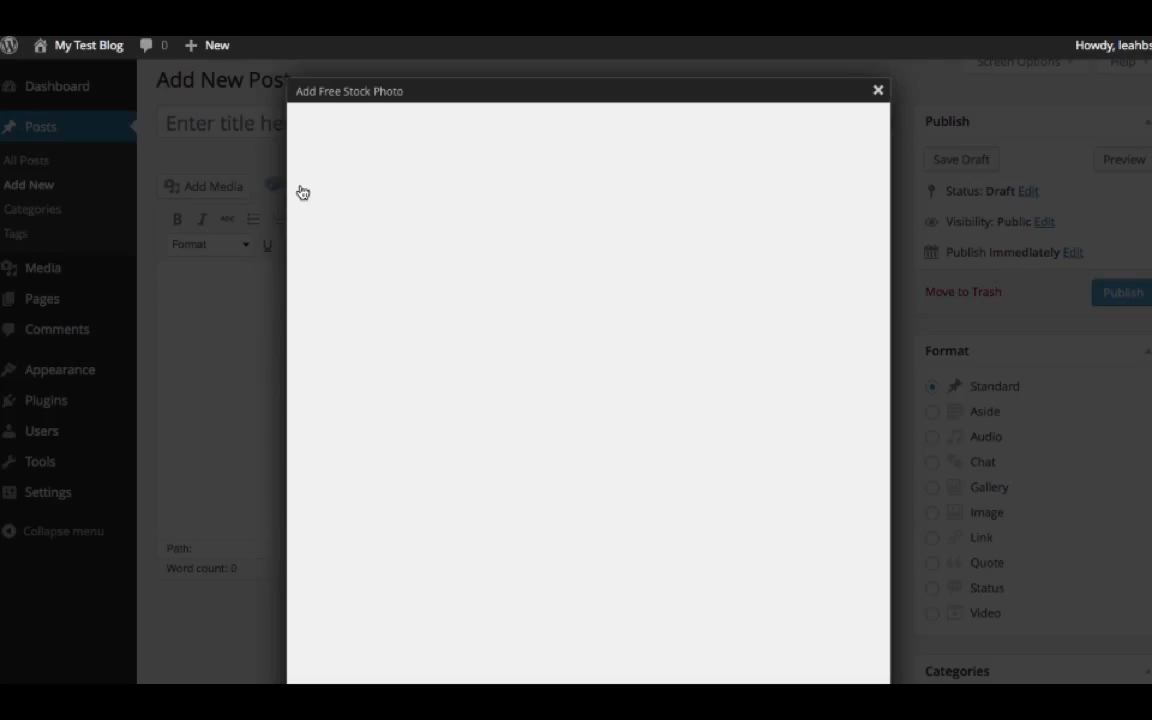 My Test Blog 0 New Howdy, leahbs
Add New Post
Screen Options
Help
Dashboard
Posts
All Posts
Add New
Categories
Tags
Media
Pages
Comments
Appearance
Plugins
Users
Tools
Settings
Collapse menu
Enter title he
Add Media
B I ABC
Format U
Path:
Word count: 0
Add Free Stock Photo
Publish
Save Draft Preview
Status: Draft Edit
Visibility: Public Edit
Publish Immediately Edit
Move to Trash Publish
Format
Standard
Aside
Audio
Chat
Gallery
Image
Link
Quote
Status
Video
Categories